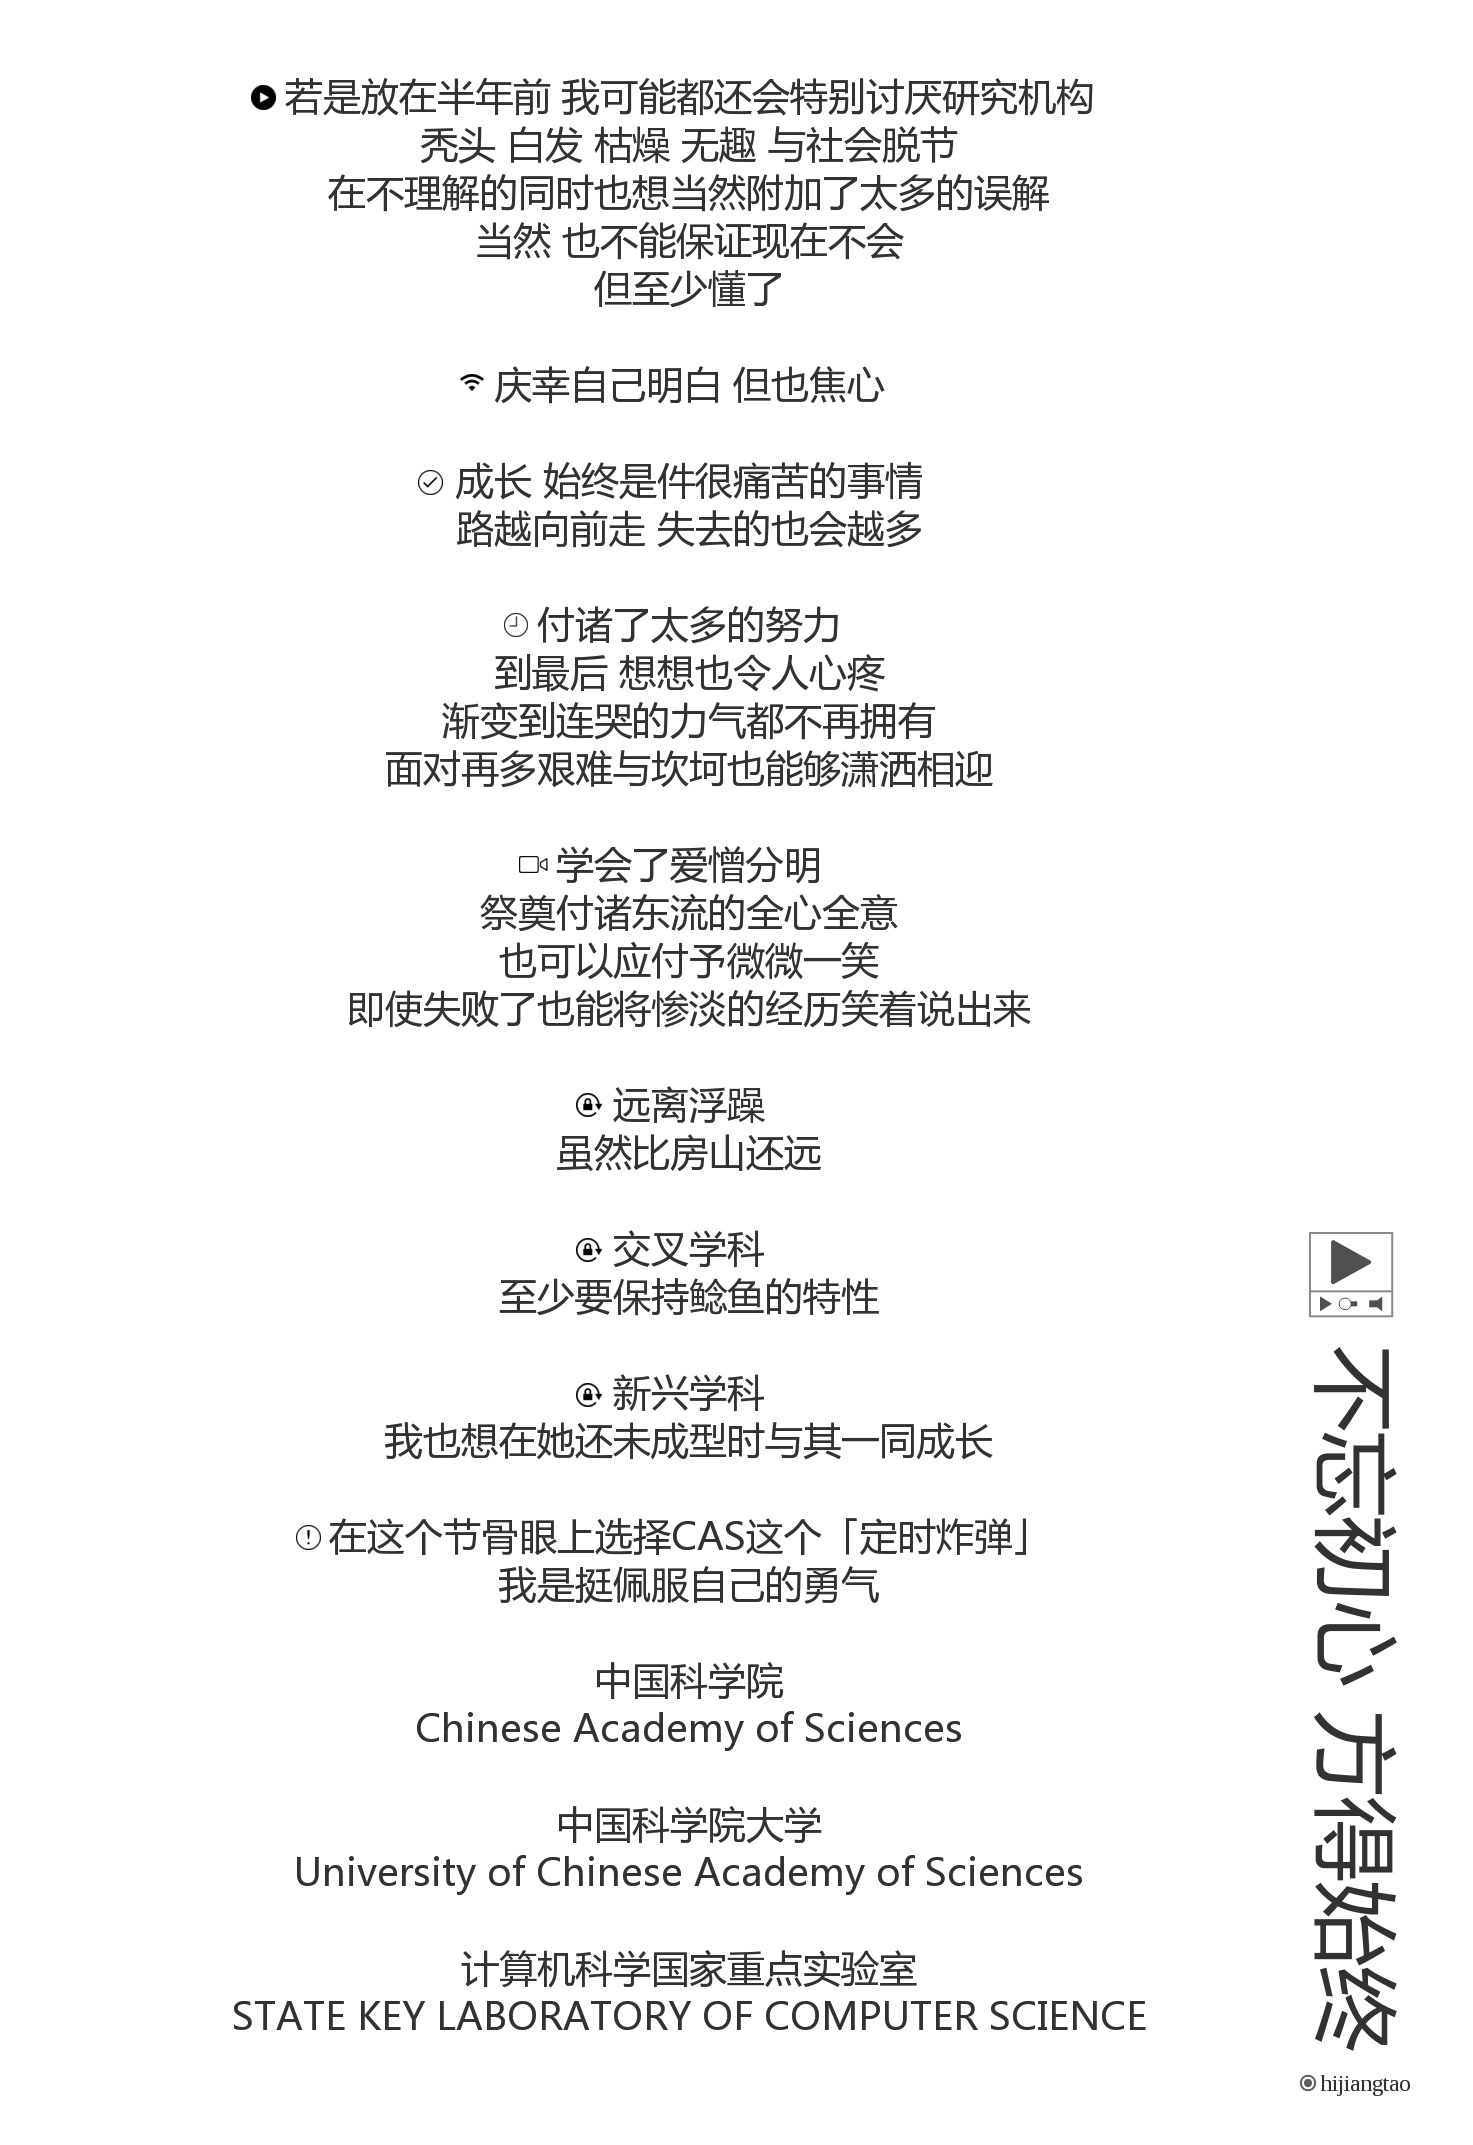 若是放在半年前 我可能都还会特别讨厌研究机构
秃头 白发 枯燥 无趣 与社会脱节
在不理解的同时也想当然附加了太多的误解
当然 也不能保证现在不会
但至少懂了
庆幸自己明白 但也焦心
成长 始终是件很痛苦的事情
路越向前走 失去的也会越多
付诸了太多的努力
到最后 想想也令人心疼
渐变到连哭的力气都不再拥有
面对再多艰难与坎坷也能够潇洒相迎
学会了爱憎分明
祭奠付诸东流的全心全意
也可以应付予微微一笑
即使失败了也能将惨淡的经历笑着说出来
远离浮躁
虽然比房山还远
交叉学科
至少要保持鲶鱼的特性
新兴学科
我也想在她还未成型时与其一同成长
在这个节骨眼上选择CAS这个「定时炸弹」
我是挺佩服自己的勇气
中国科学院
Chinese Academy of Sciences
中国科学院大学
University of Chinese Academy of Sciences
计算机科学国家重点实验室
STATE KEY LABORATORY OF COMPUTER SCIENCE
不忘初心 方得始终
hijiangtao